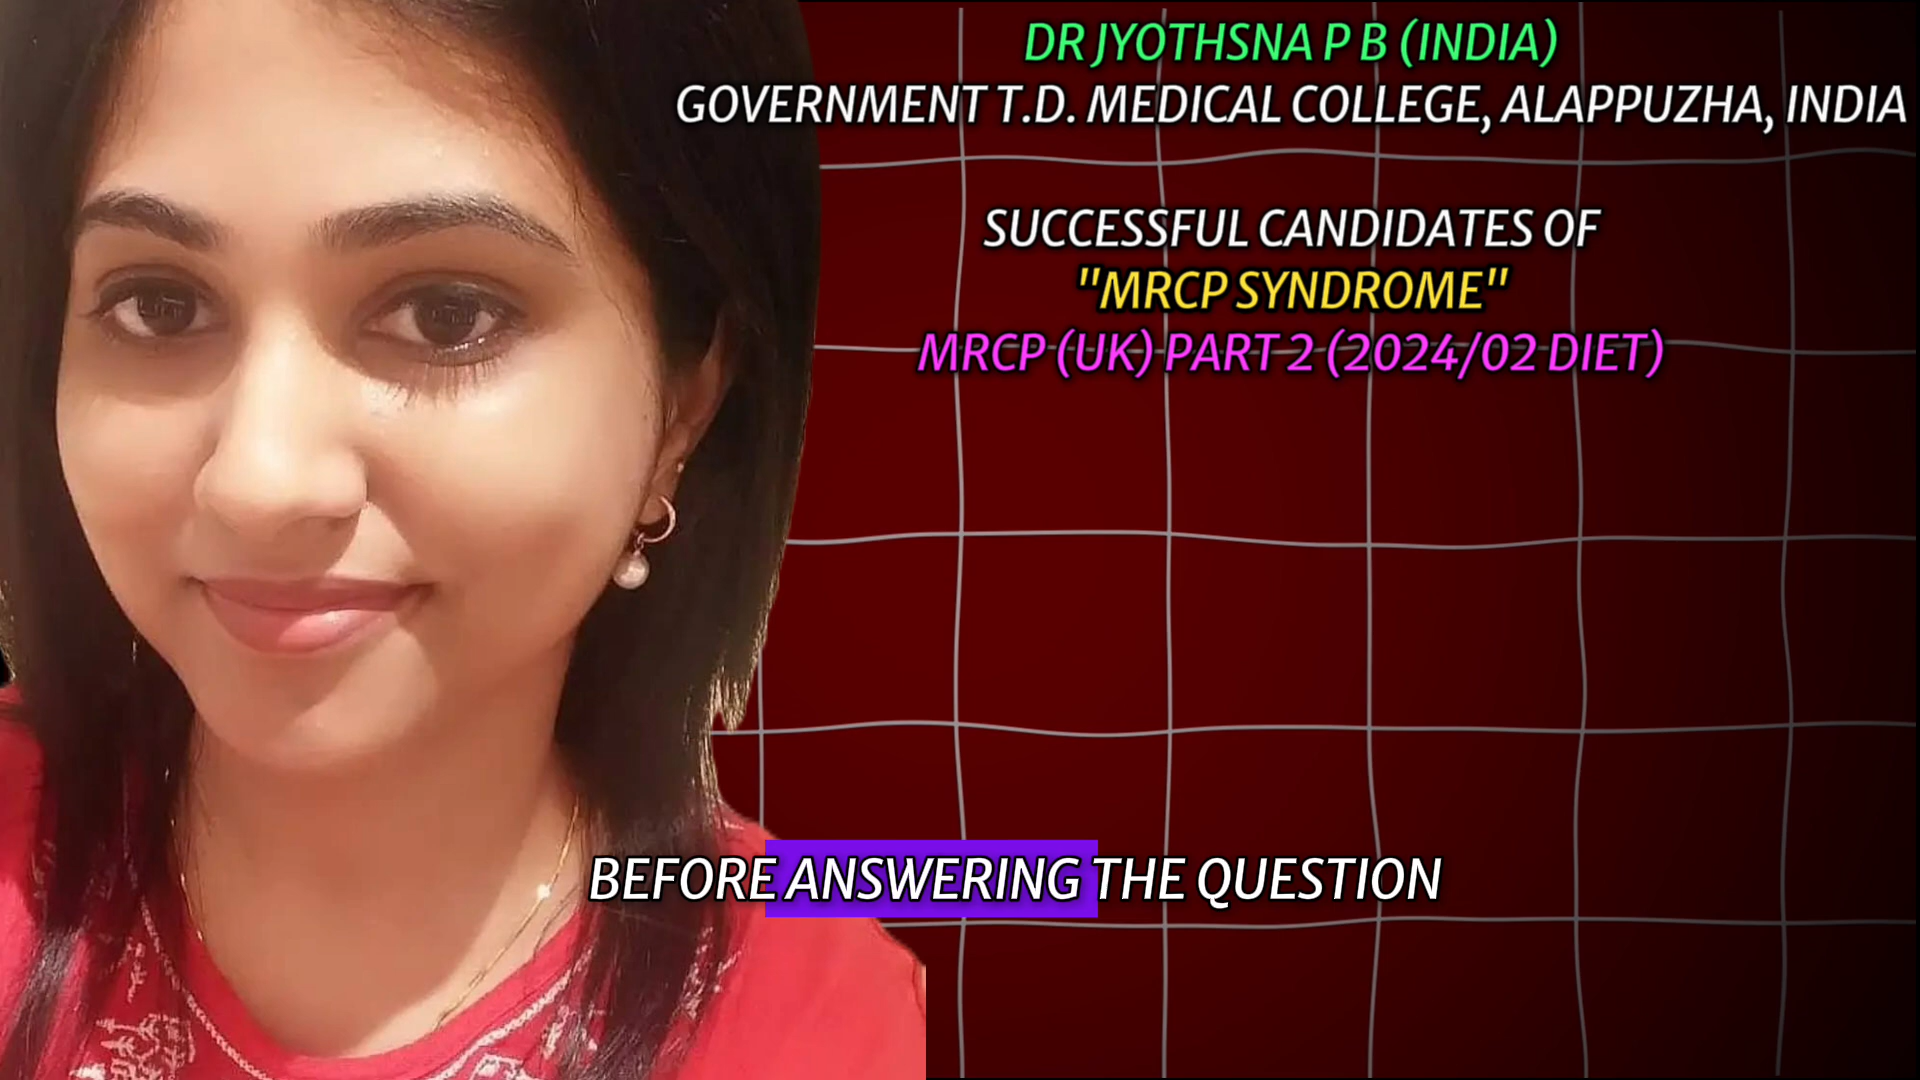 DR JYOTHSNA P B (INDIA)
GOVERNMENT T.D. MEDICAL COLLEGE, ALAPPUZHA, INDIA
SUCCESSFUL CANDIDATES OF
"MRCP SYNDROME"
MRCP (UK) PART 2 (2024/02 DIET)
BEFORE ANSWERING THE QUESTION